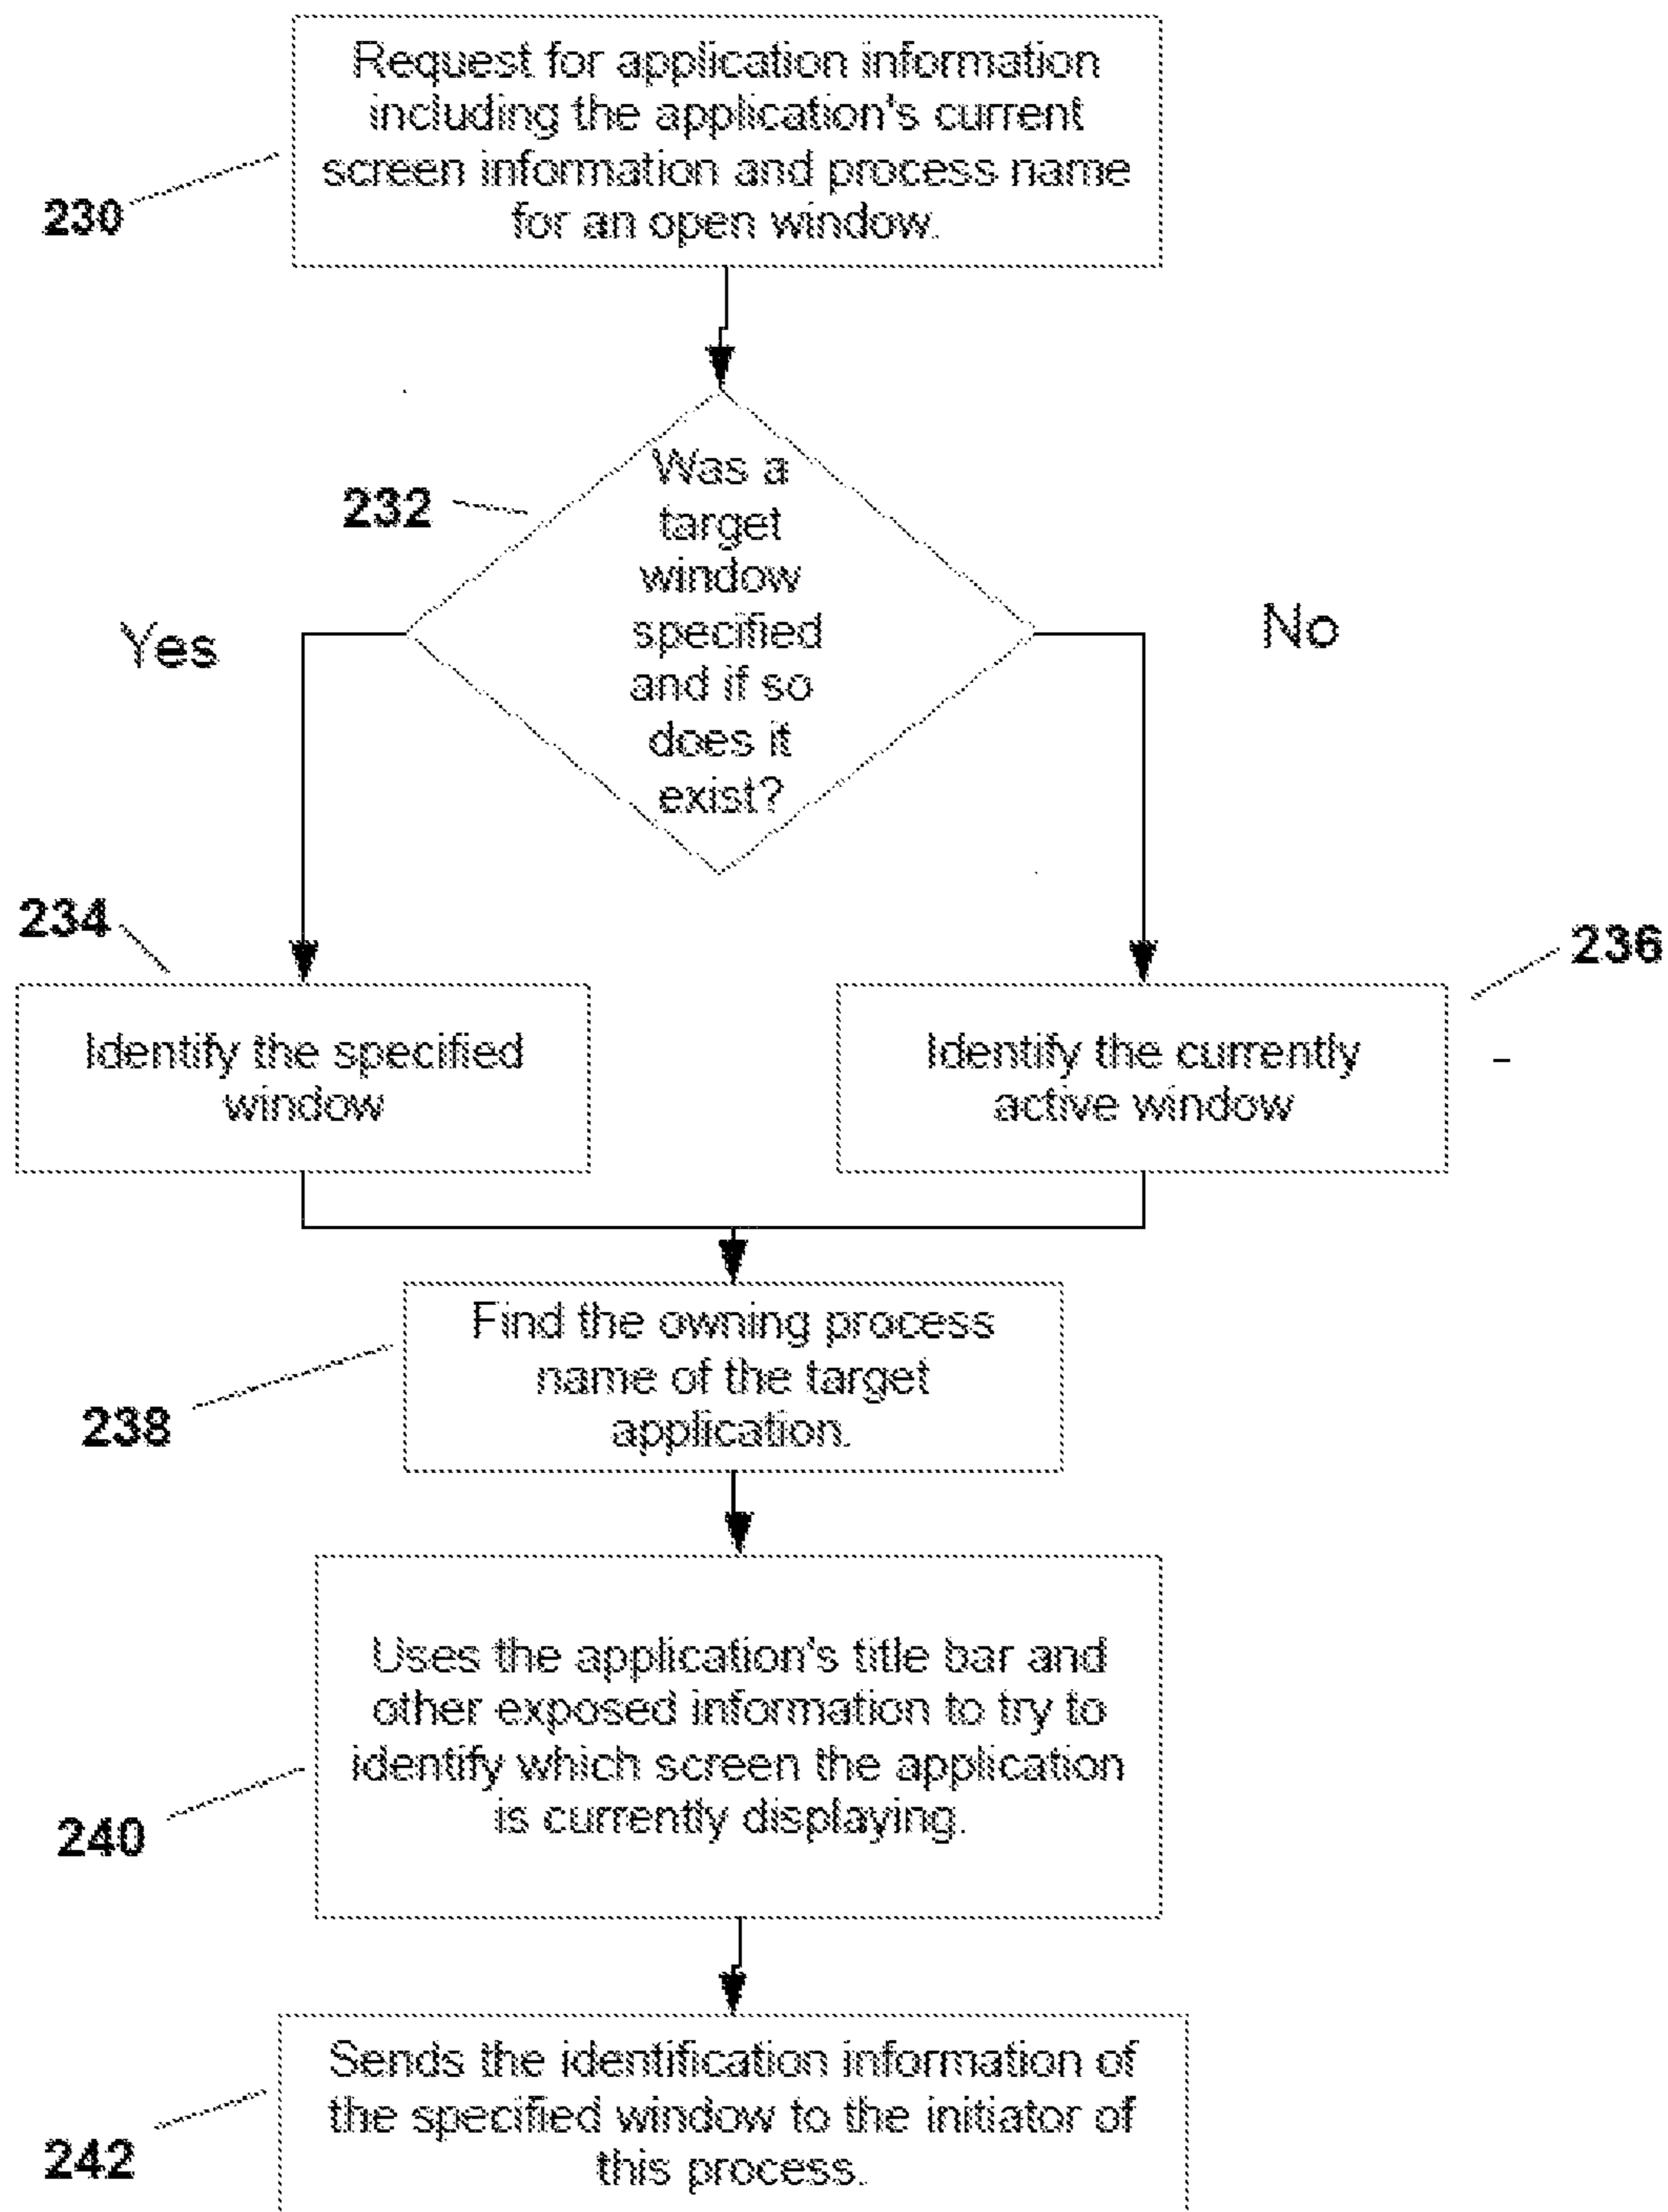 Request for application information
including the application's current
screen information and process name
for an open window.
230
232
Was a
target
window
specified
and if so
does it
exist?
Yes
No
234
236
Identify the specified
window
Identify the currently
active window
Find the owning process
name of the target
application.
238
Uses the application's title bar and
other exposed information to try to
identify which screen the application
is currently displaying.
240
Sends the identification information of
the specified window to the initiator of
this process.
242